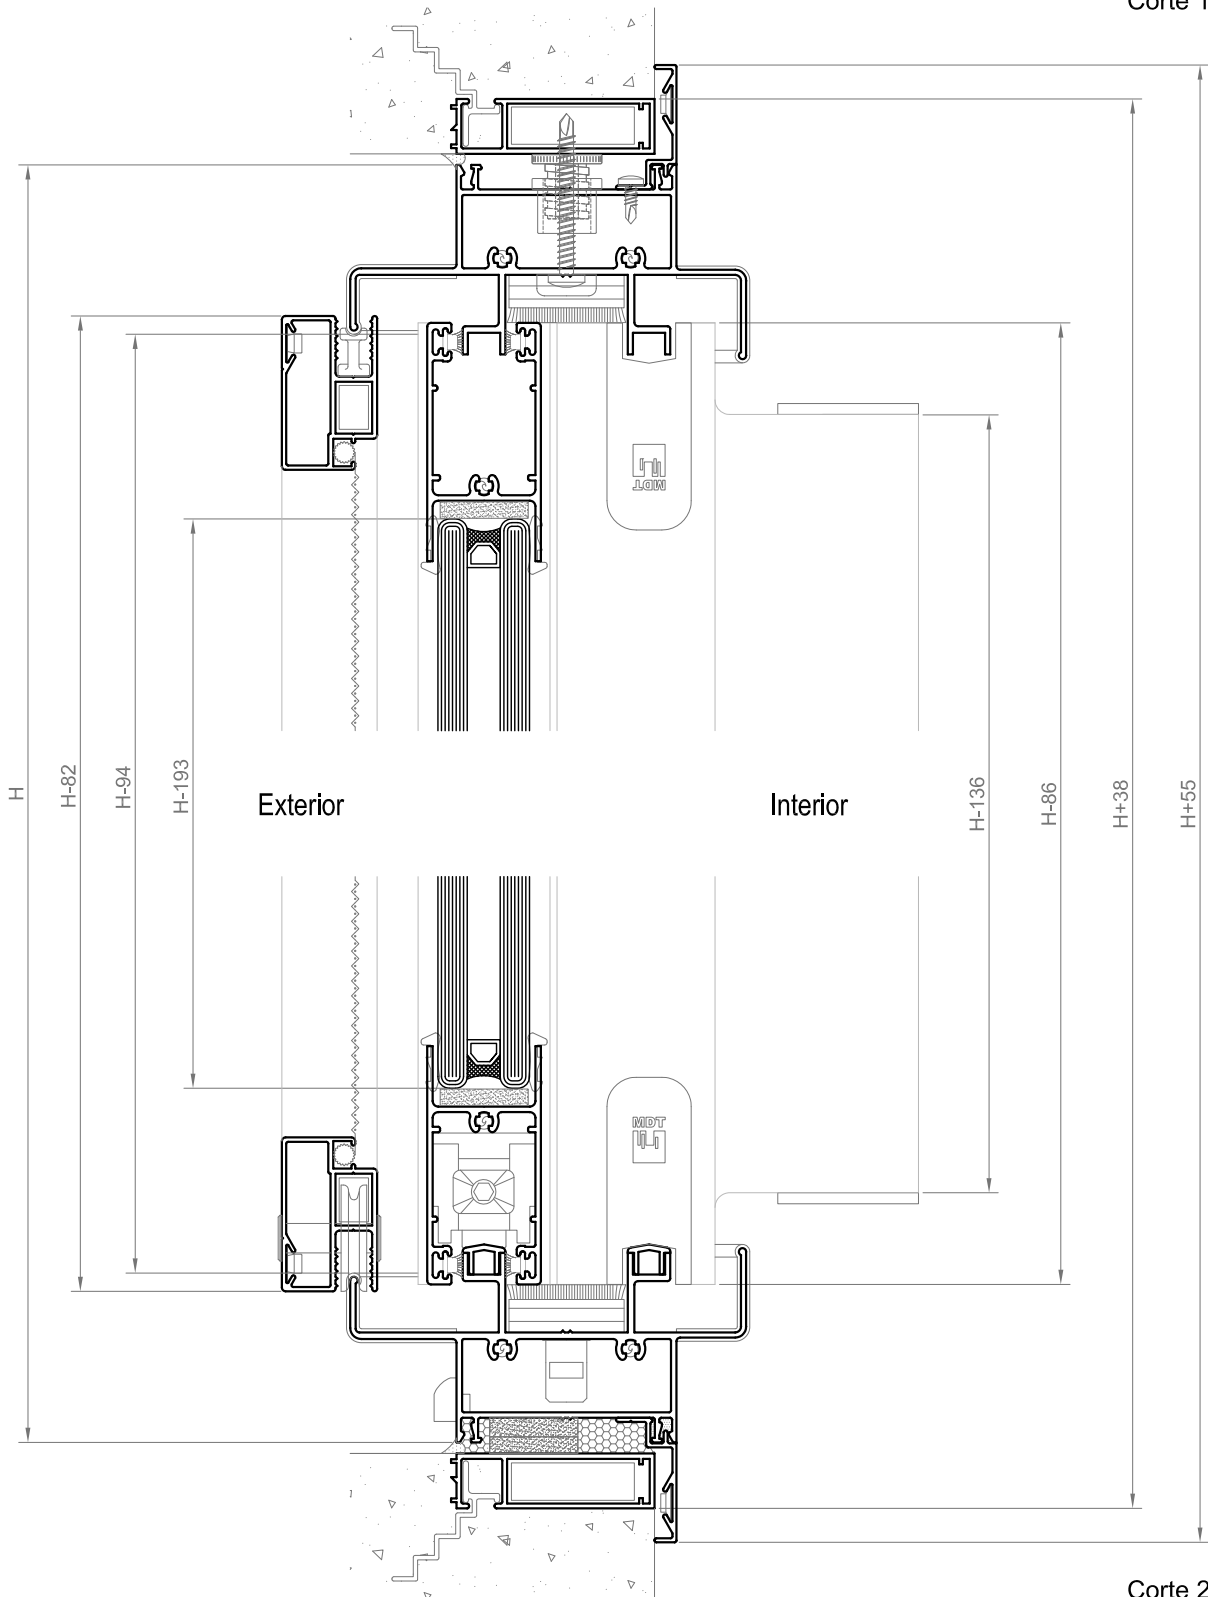 Corte 1
MDT
H
H-82
H-94
H-193
Exterior
Interior
H-136
H-86
H+38
H+55
MDT
Corte 2